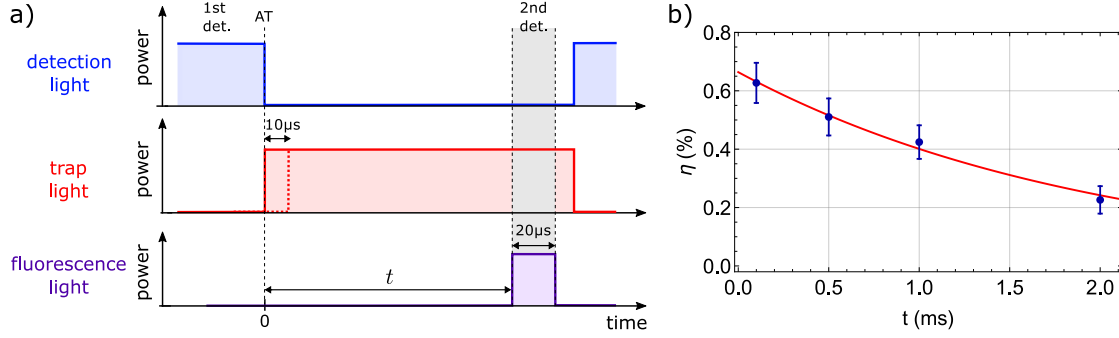 a)
1st
det.
AT
2nd
det.
detection
light
power
10μs
trap
light
power
20μs
fluorescence
light
power
t
0
time
b)
0.8
0.6
0.4
0.2
0.0
η (%)
0.0 0.5 1.0 1.5 2.0
t (ms)